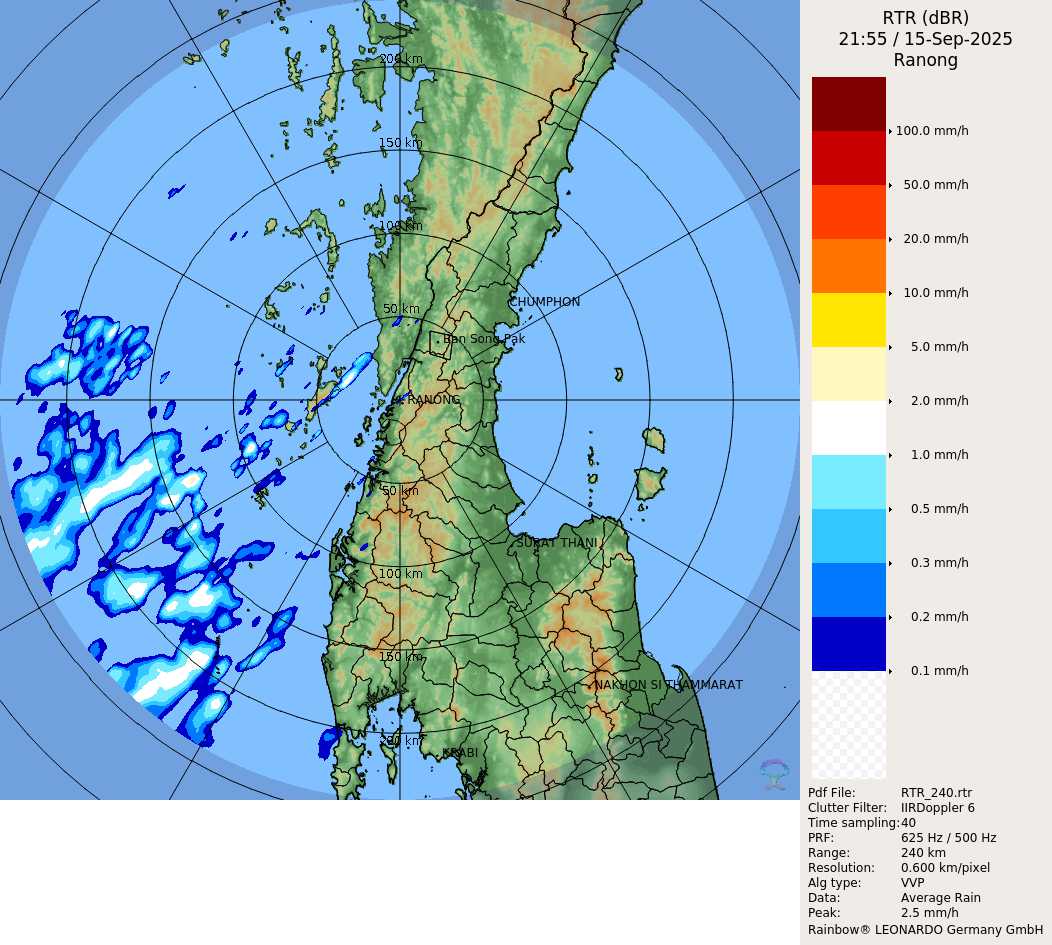 RTR (dBR)
21:55 / 15-Sep-2025
Ranong
200 km
150 km
100 km
50 km
CHUMPHON
Ban Song Pak
RANONG
50 km
SURAT THANI
100 km
150 km
NAKHON SI THAMMARAT
200 km
KRABI
100.0 mm/h
50.0 mm/h
20.0 mm/h
10.0 mm/h
5.0 mm/h
2.0 mm/h
1.0 mm/h
0.5 mm/h
0.3 mm/h
0.2 mm/h
0.1 mm/h
Pdf File: RTR_240.rtr
Clutter Filter: IIRDoppler 6
Time sampling: 40
PRF: 625 Hz / 500 Hz
Range: 240 km
Resolution: 0.600 km/pixel
Alg type: VVP
Data: Average Rain
Peak: 2.5 mm/h
Rainbow® LEONARDO Germany GmbH